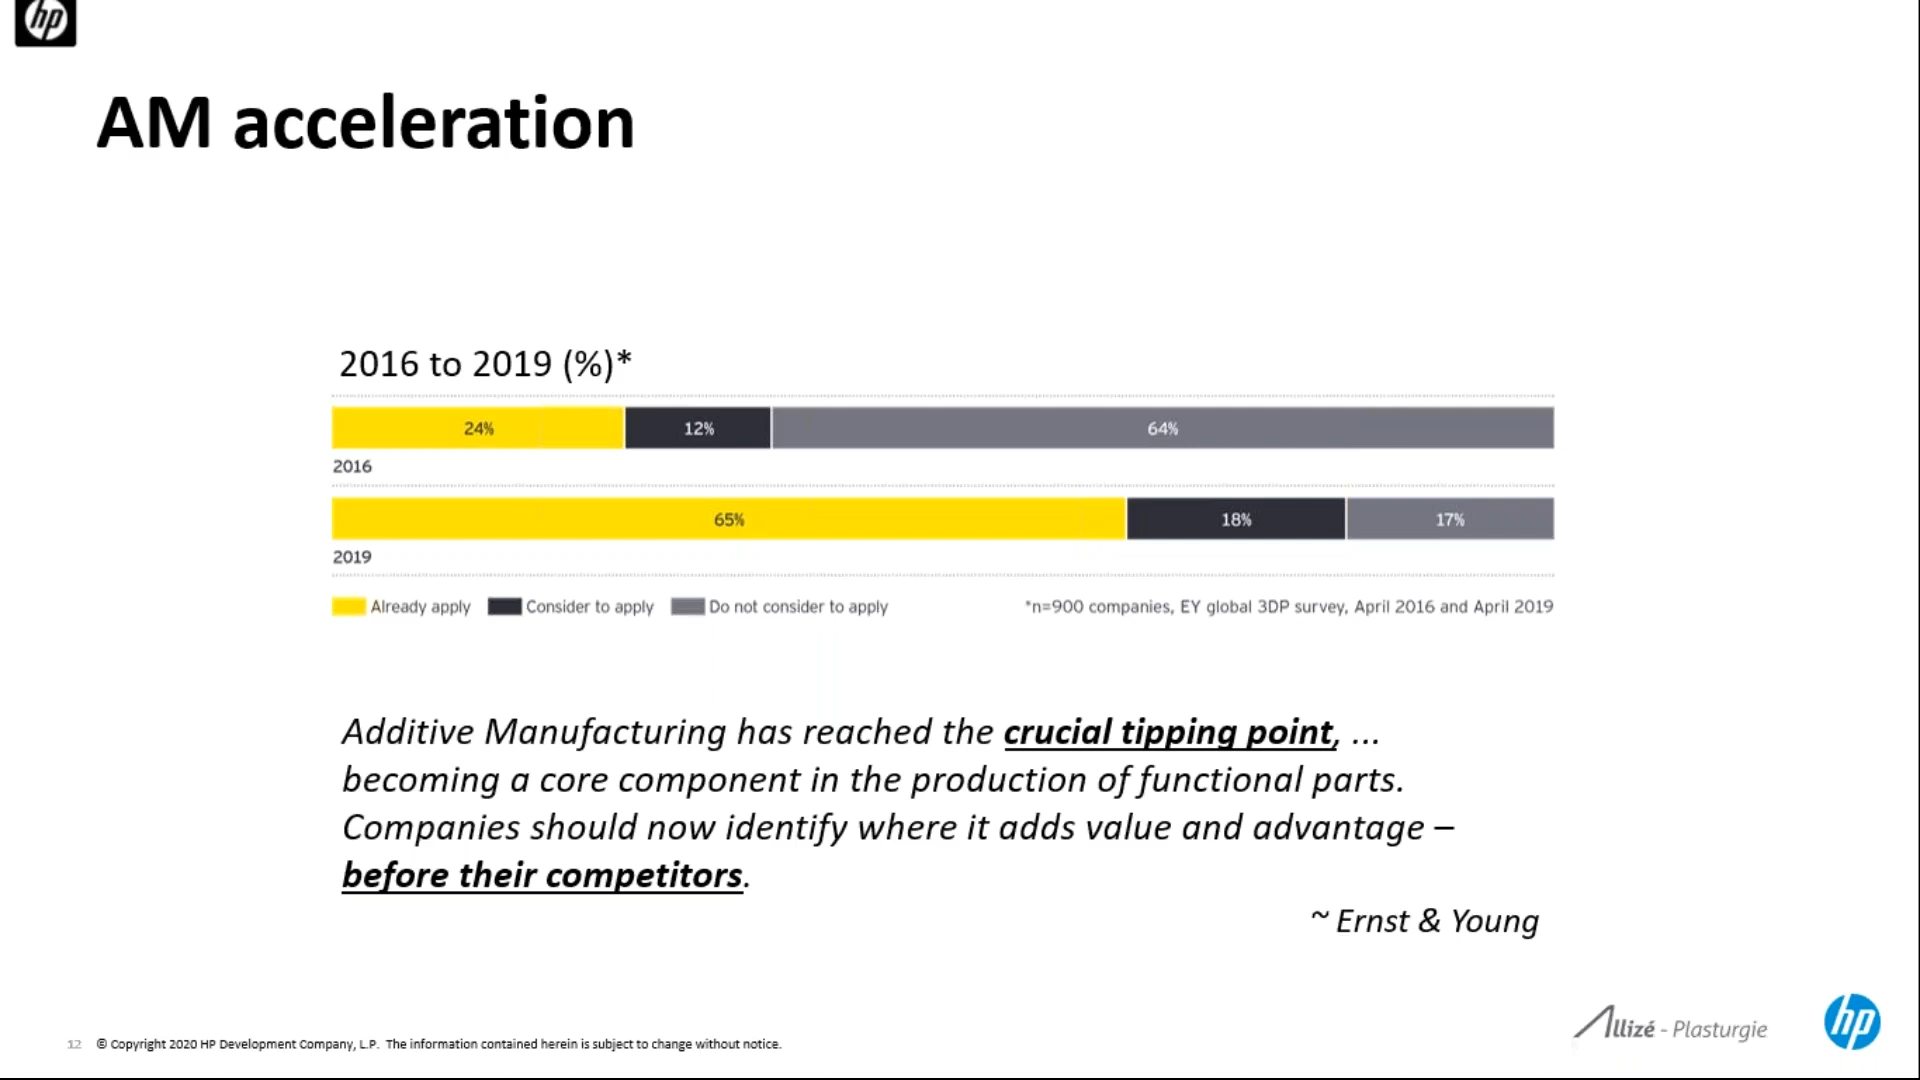 hp
AM acceleration
2016 to 2019 (%)*
24% 12% 64%
2016
65% 18% 17%
2019
Already apply Consider to apply Do not consider to apply *n=900 companies, EY global 3DP survey, April 2016 and April 2019
Additive Manufacturing has reached the crucial tipping point, ...
becoming a core component in the production of functional parts.
Companies should now identify where it adds value and advantage –
before their competitors.
~ Ernst & Young
Allizé - Plasturgie hp
12 © Copyright 2020 HP Development Company, L.P. The information contained herein is subject to change without notice.